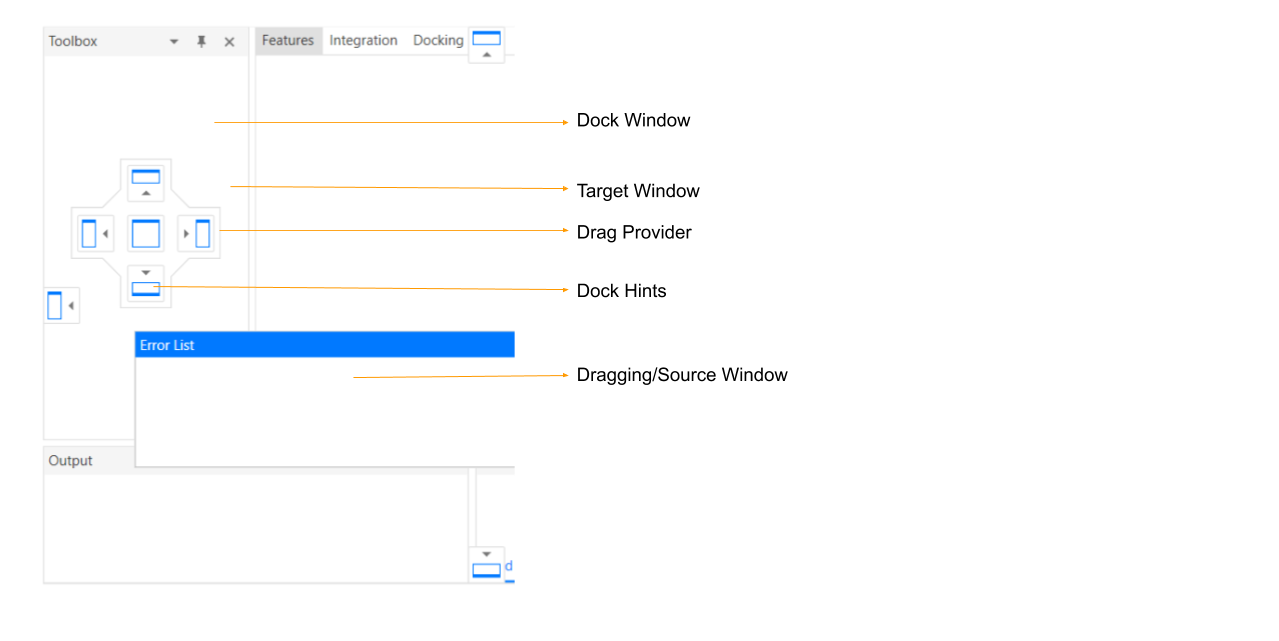 Toolbox
Features Integration Docking
Dock Window
Target Window
Drag Provider
Dock Hints
Error List
Dragging/Source Window
Output
d